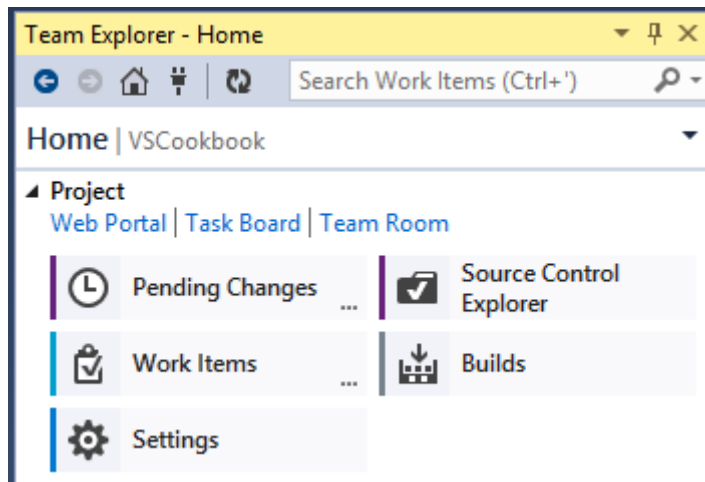 Team Explorer - Home
Search Work Items (Ctrl+')
Home | VSCookbook
Project
Web Portal | Task Board | Team Room
Pending Changes ...
Source Control
Explorer
Work Items ...
Builds
Settings